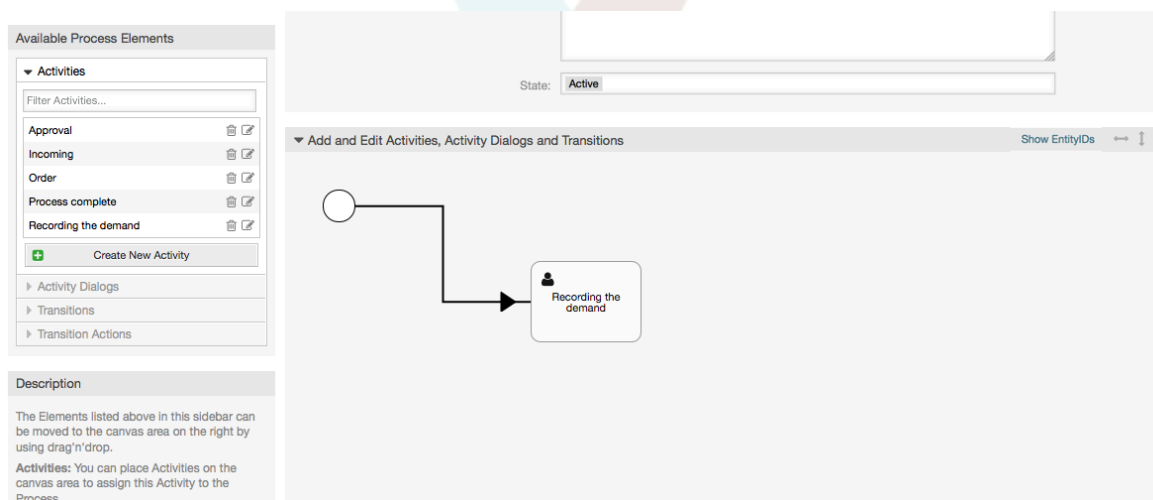 Available Process Elements
Activities
Filter Activities...
Approval
Incoming
Order
Process complete
Recording the demand
Create New Activity
Activity Dialogs
Transitions
Transition Actions
Description
The Elements listed above in this sidebar can
be moved to the canvas area on the right by
using drag'n'drop.
Activities: You can place Activities on the
canvas area to assign this Activity to the
Process.
State: Active
Add and Edit Activities, Activity Dialogs and Transitions
Show EntityIDs
Recording the
demand